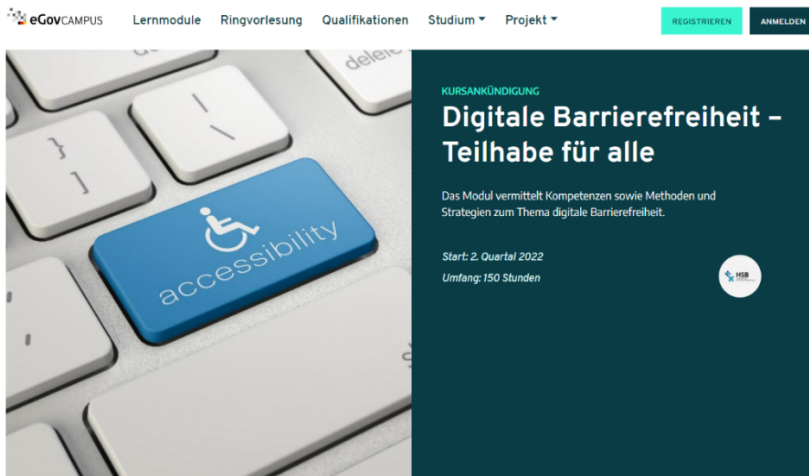 eGovCAMPUS
Lernmodule Ringvorlesung Qualifikationen Studium Projekt
REGISTRIEREN ANMELDEN
delete
}
]
|
\
accessibility
KURSANKÜNDIGUNG
Digitale Barrierefreiheit –
Teilhabe für alle
Das Modul vermittelt Kompetenzen sowie Methoden und
Strategien zum Thema digitale Barrierefreiheit.
Start: 2. Quartal 2022
Umfang: 150 Stunden
HSB